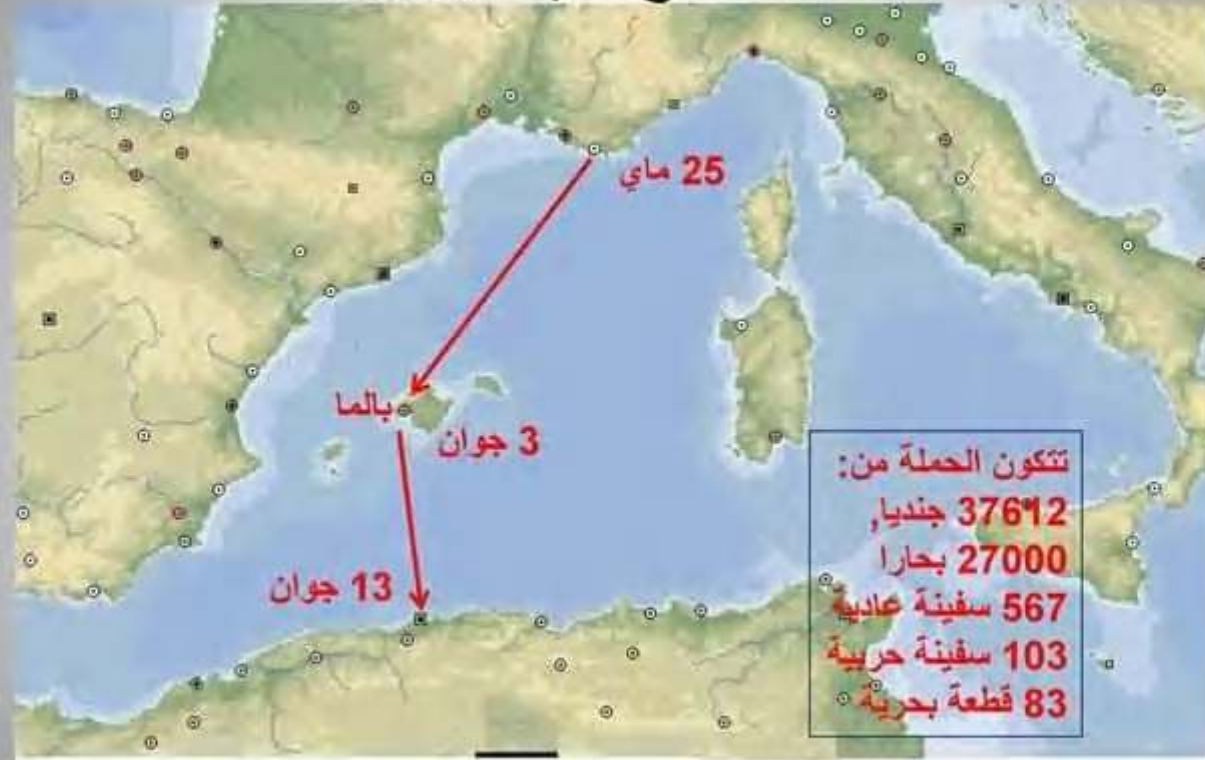 25 ماي
بالما
3 جوان
13 جوان
تتكون الحملة من:
37612 جنديا,
27000 بحارا
567 سفينة عادية
103 سفينة حربية
83 قطعة بحرية